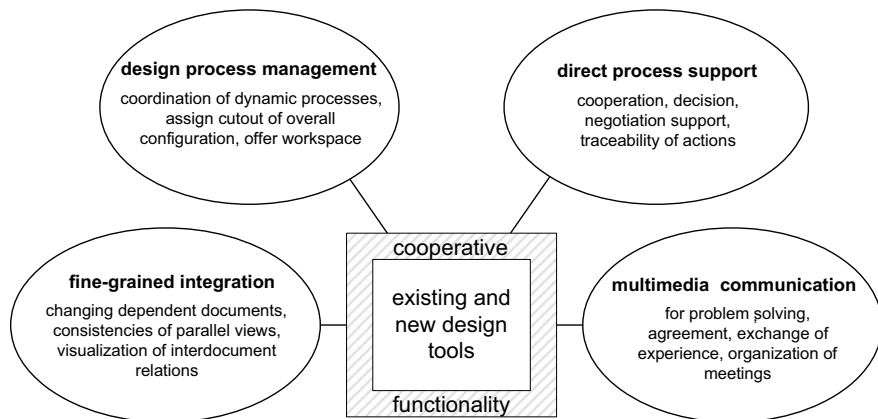 design process management
coordination of dynamic processes,
assign cutout of overall
configuration, offer workspace
direct process support
cooperation, decision,
negotiation support,
traceability of actions
fine-grained integration
changing dependent documents,
consistencies of parallel views,
visualization of interdocument
relations
cooperative
existing and
new design
tools
functionality
multimedia communication
for problem solving,
agreement, exchange of
experience, organization of
meetings